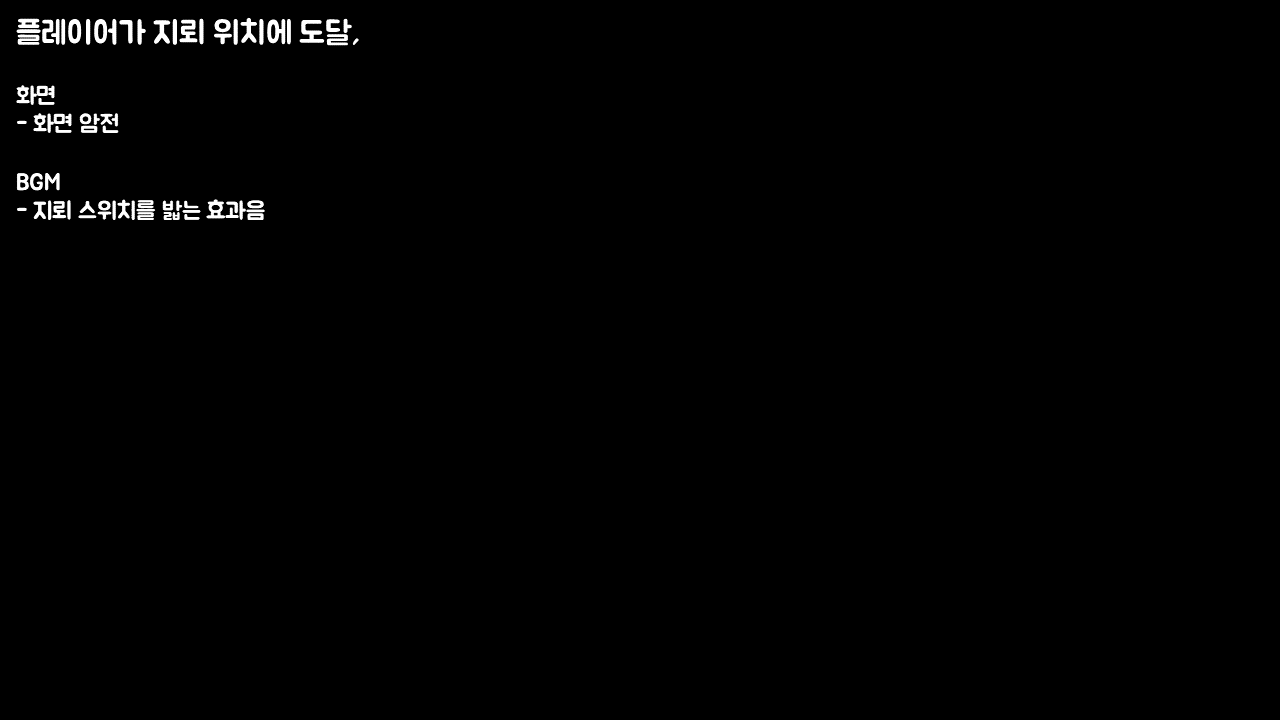 플레이어가 지뢰 위치에 도달,
화면
- 화면 암전
BGM
- 지뢰 스위치를 밟는 효과음